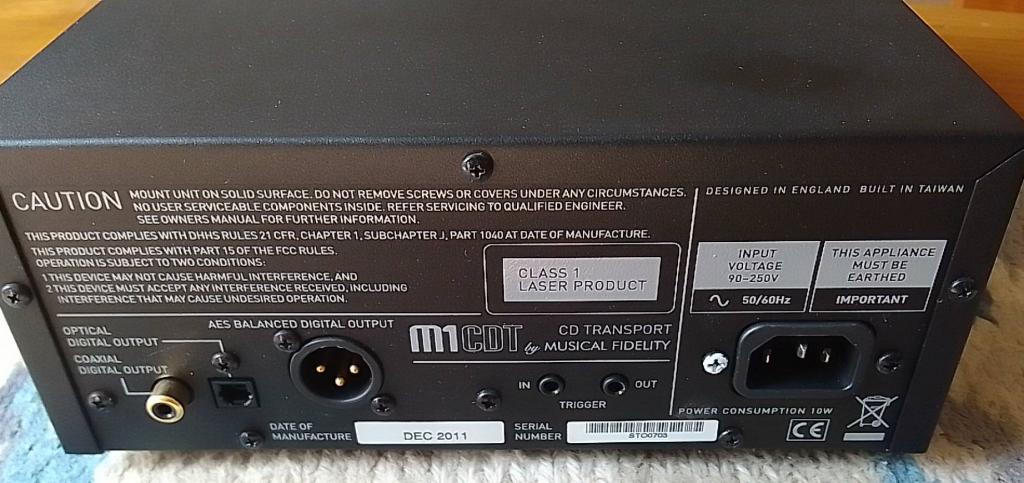 CAUTION
MOUNT UNIT ON SOLID SURFACE. DO NOT REMOVE SCREWS OR COVERS UNDER ANY CIRCUMSTANCES.
NO USER SERVICEABLE COMPONENTS INSIDE. REFER SERVICING TO QUALIFIED ENGINEER.
SEE OWNERS MANUAL FOR FURTHER INFORMATION.
THIS PRODUCT COMPLIES WITH DHHS RULES 21 CFR, CHAPTER 1, SUBCHAPTER J, PART 1040 AT DATE OF MANUFACTURE.
THIS PRODUCT COMPLIES WITH PART 15 OF THE FCC RULES.
OPERATION IS SUBJECT TO TWO CONDITIONS:
1 THIS DEVICE MAY NOT CAUSE HARMFUL INTERFERENCE, AND
2 THIS DEVICE MUST ACCEPT ANY INTERFERENCE RECEIVED, INCLUDING
INTERFERENCE THAT MAY CAUSE UNDESIRED OPERATION.
CLASS 1
LASER PRODUCT
DESIGNED IN ENGLAND BUILT IN TAIWAN
INPUT
VOLTAGE
90-250V
50/60Hz
THIS APPLIANCE
MUST BE
EARTHED
IMPORTANT
OPTICAL
DIGITAL OUTPUT
COAXIAL
DIGITAL OUTPUT
AES BALANCED DIGITAL OUTPUT
M1 CDT by
CD TRANSPORT
MUSICAL FIDELITY
IN
OUT
TRIGGER
POWER CONSUMPTION 10W
CE
DATE OF
MANUFACTURE
DEC 2011
SERIAL
NUMBER
STC0703